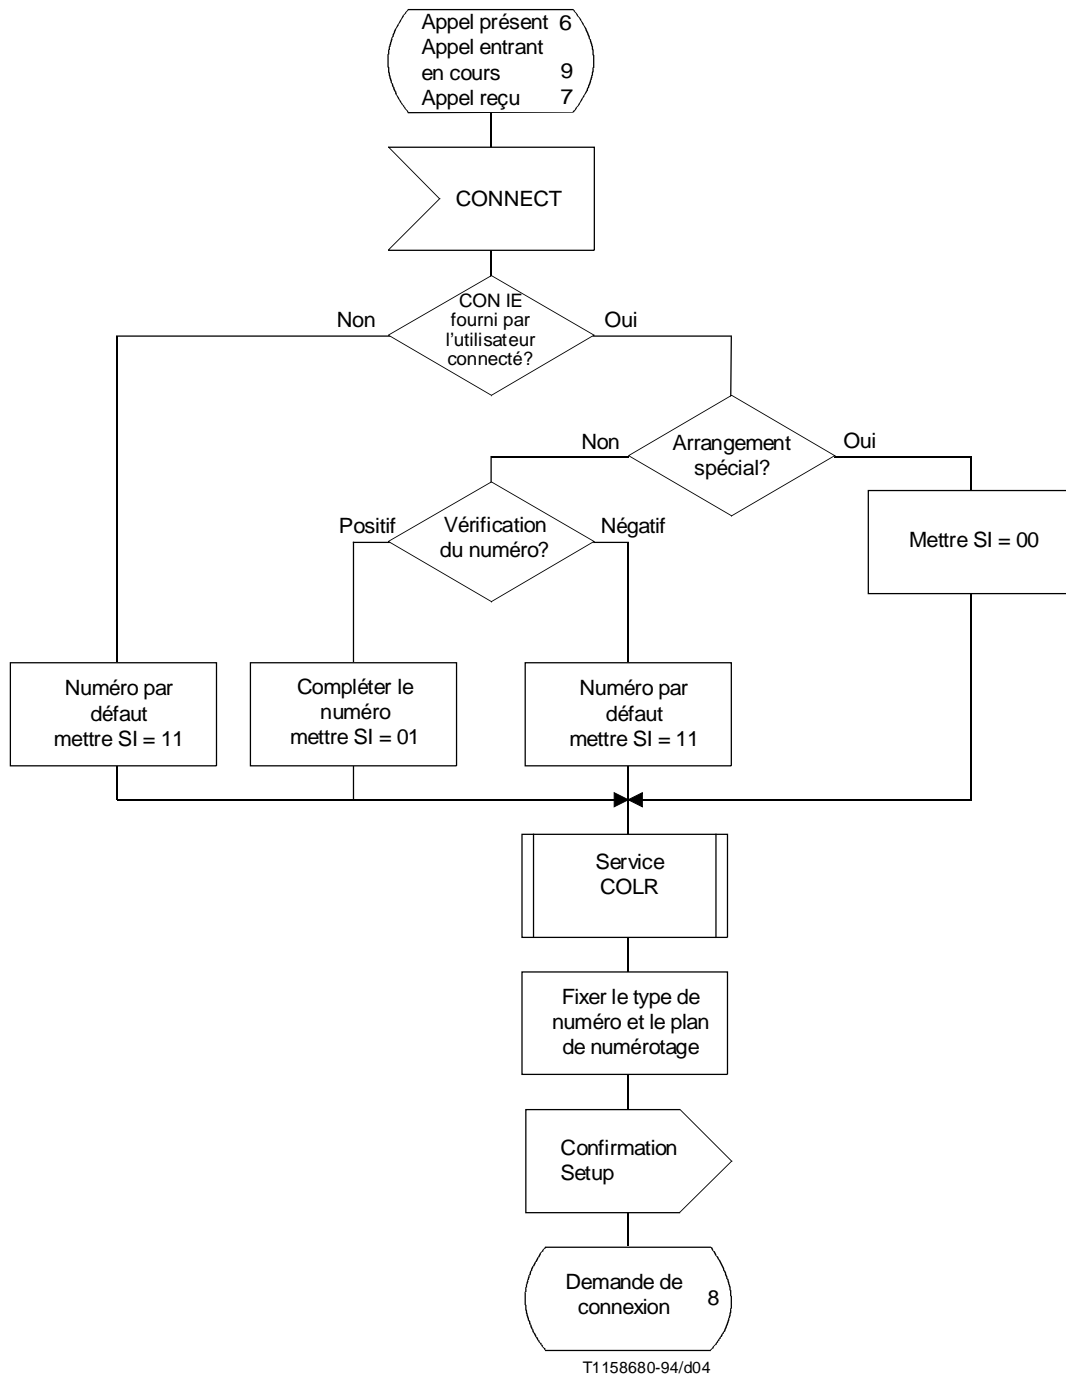 Appel présent 6
Appel entrant
en cours 9
Appel reçu 7
CONNECT
CON IE
fourni par
l'utilisateur
connecté?
Non
Oui
Arrangement
spécial?
Non
Oui
Mettre SI = 00
Vérification
du numéro?
Positif
Négatif
Numéro par
défaut
mettre SI = 11
Compléter le
numéro
mettre SI = 01
Numéro par
défaut
mettre SI = 11
Service
COLR
Fixer le type de
numéro et le plan
de numérotage
Confirmation
Setup
Demande de
connexion 8
T1158680-94/d04